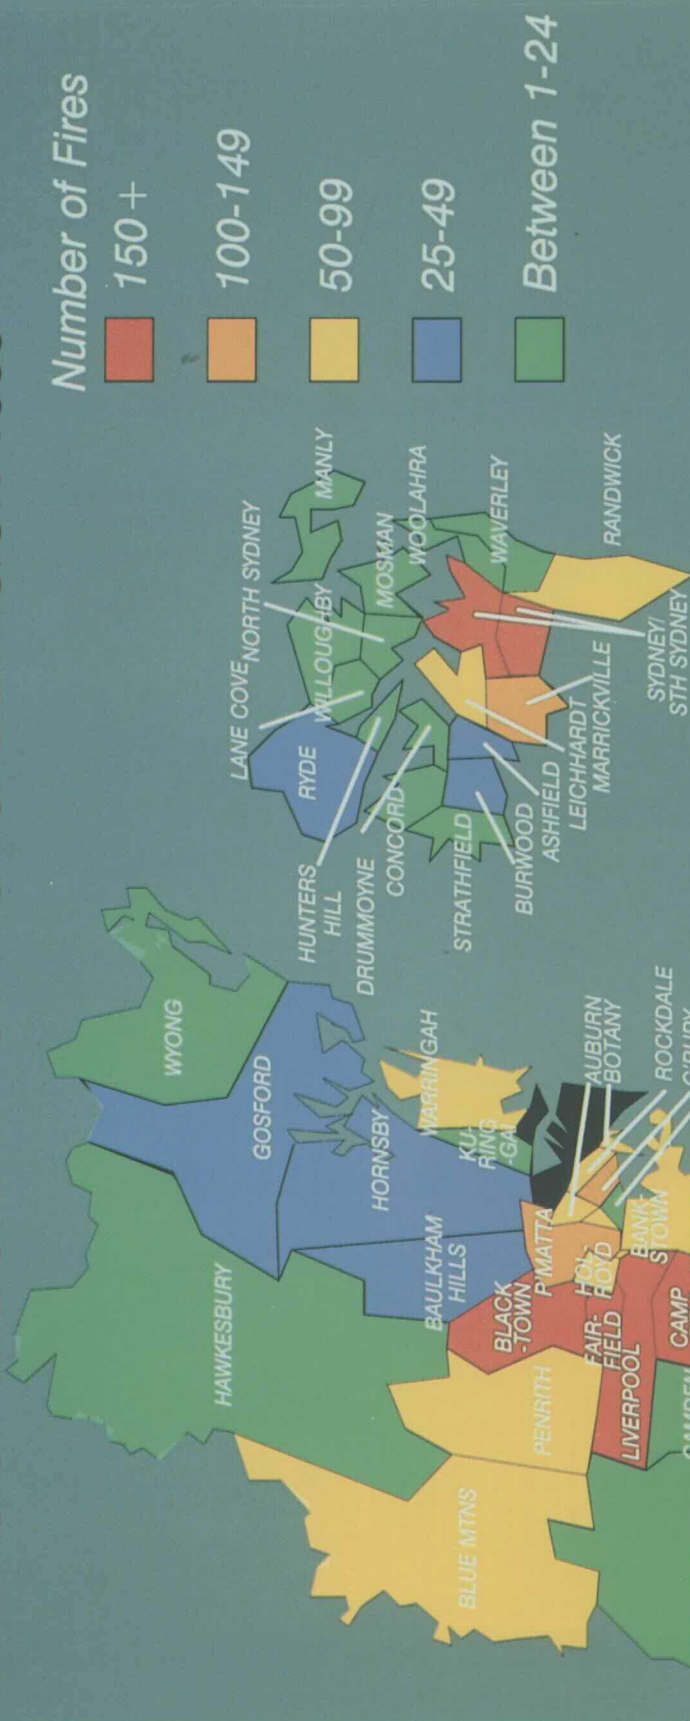 Number of Fires
150+
100-149
50-99
25-49
Between 1-24
WYONG
GOSFORD
HAWKESBURY
HORNSBY
WARRINGAH
KU-
RING
-GAI
BAULKHAM
HILLS
BLACK
-TOWN
R'MATTA
HOL-
ROYD
FAIR-
FIELD
PENRITH
BLUE MTNS
LIVERPOOL
BANK-
STOWN
CAMP
AUBURN
BOTANY
ROCKDALE
LANE COVE
NORTH SYDNEY
WILLOUGHBY
MANLY
MOSMAN
WOOLAHRA
WAVERLEY
RANDWICK
RYDE
HUNTERS
HILL
DRUMMOYNE
CONCORD
STRATHFIELD
BURWOOD
ASHFIELD
LEICHHARDT
MARRICKVILLE
SYDNEY/
STH SYDNEY